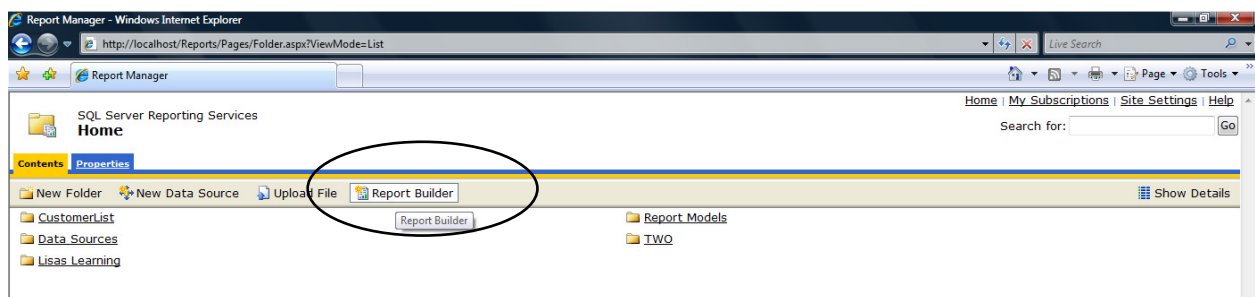 Report Manager - Windows Internet Explorer
http://localhost/Reports/Pages/Folder.aspx?ViewMode=List
Live Search
Report Manager
Page
Tools
Home | My Subscriptions | Site Settings | Help
SQL Server Reporting Services
Home
Search for:
Go
Contents
Properties
New Folder
New Data Source
Upload File
Report Builder
Show Details
CustomerList
Report Builder
Report Models
Data Sources
TWO
Lisas Learning